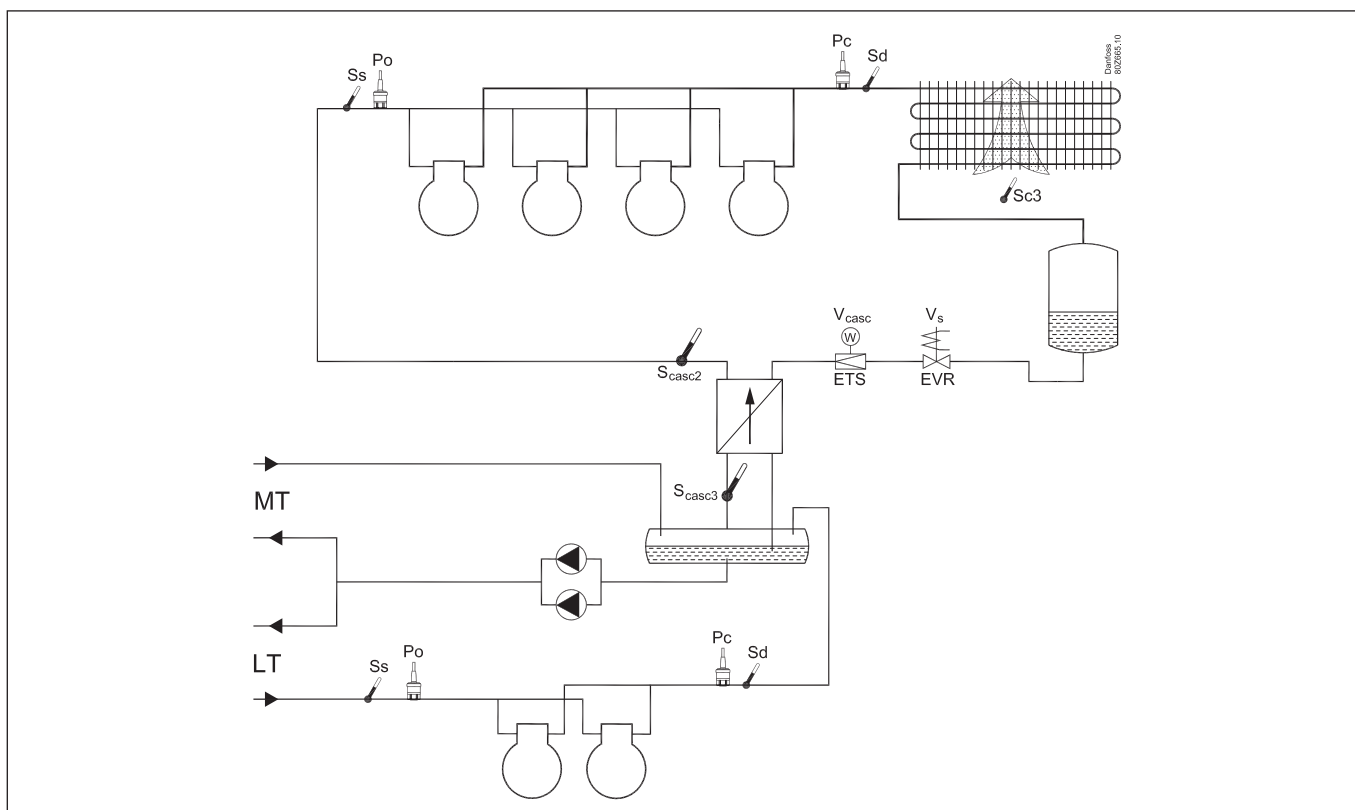 Danfoss
80Z665.10
Pc
Sd
Po
Ss
Sc3
Vcasc
Vs
W
ETS
EVR
Scasc2
Scasc3
MT
LT
Ss
Po
Pc
Sd